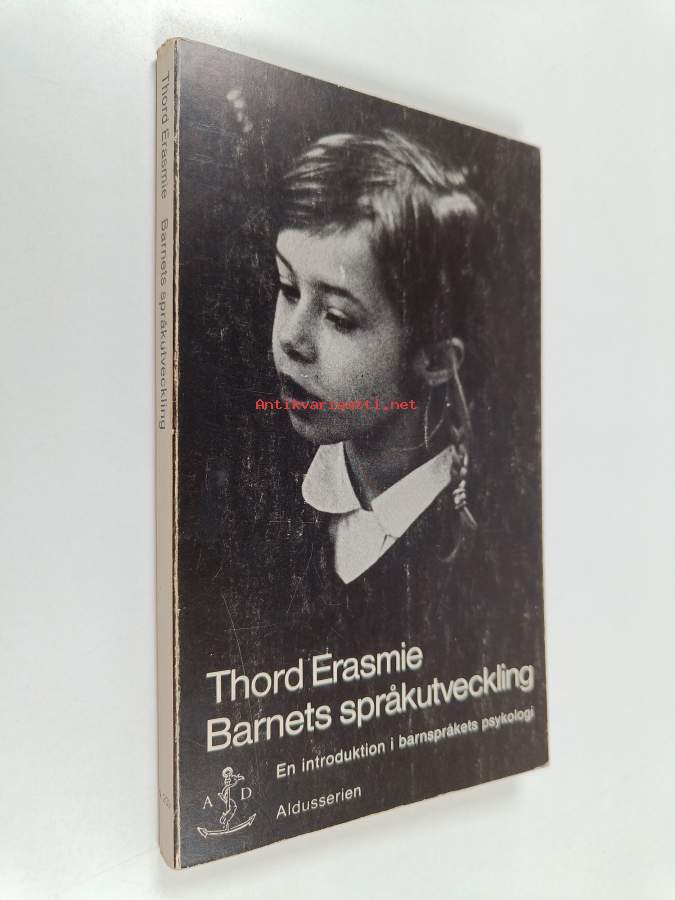 Thord Erasmie Barnets språkutveckling
Antikvariaatti.net
Thord Erasmie
Barnets språkutveckling
En introduktion i barnspråkets psykologi
A D
Aldusserien